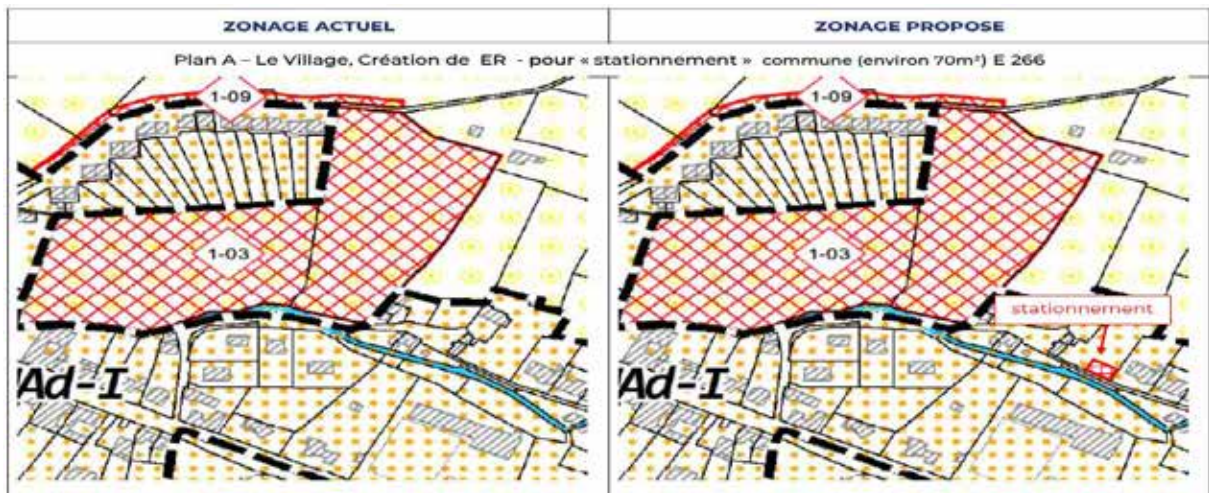 ZONAGE ACTUEL
ZONAGE PROPOSE
Plan A – Le Village, Création de ER - pour « stationnement » commune (environ 70m²) E 266
1-09
1-03
Ad-I
1-09
1-03
stationnement
Ad-I